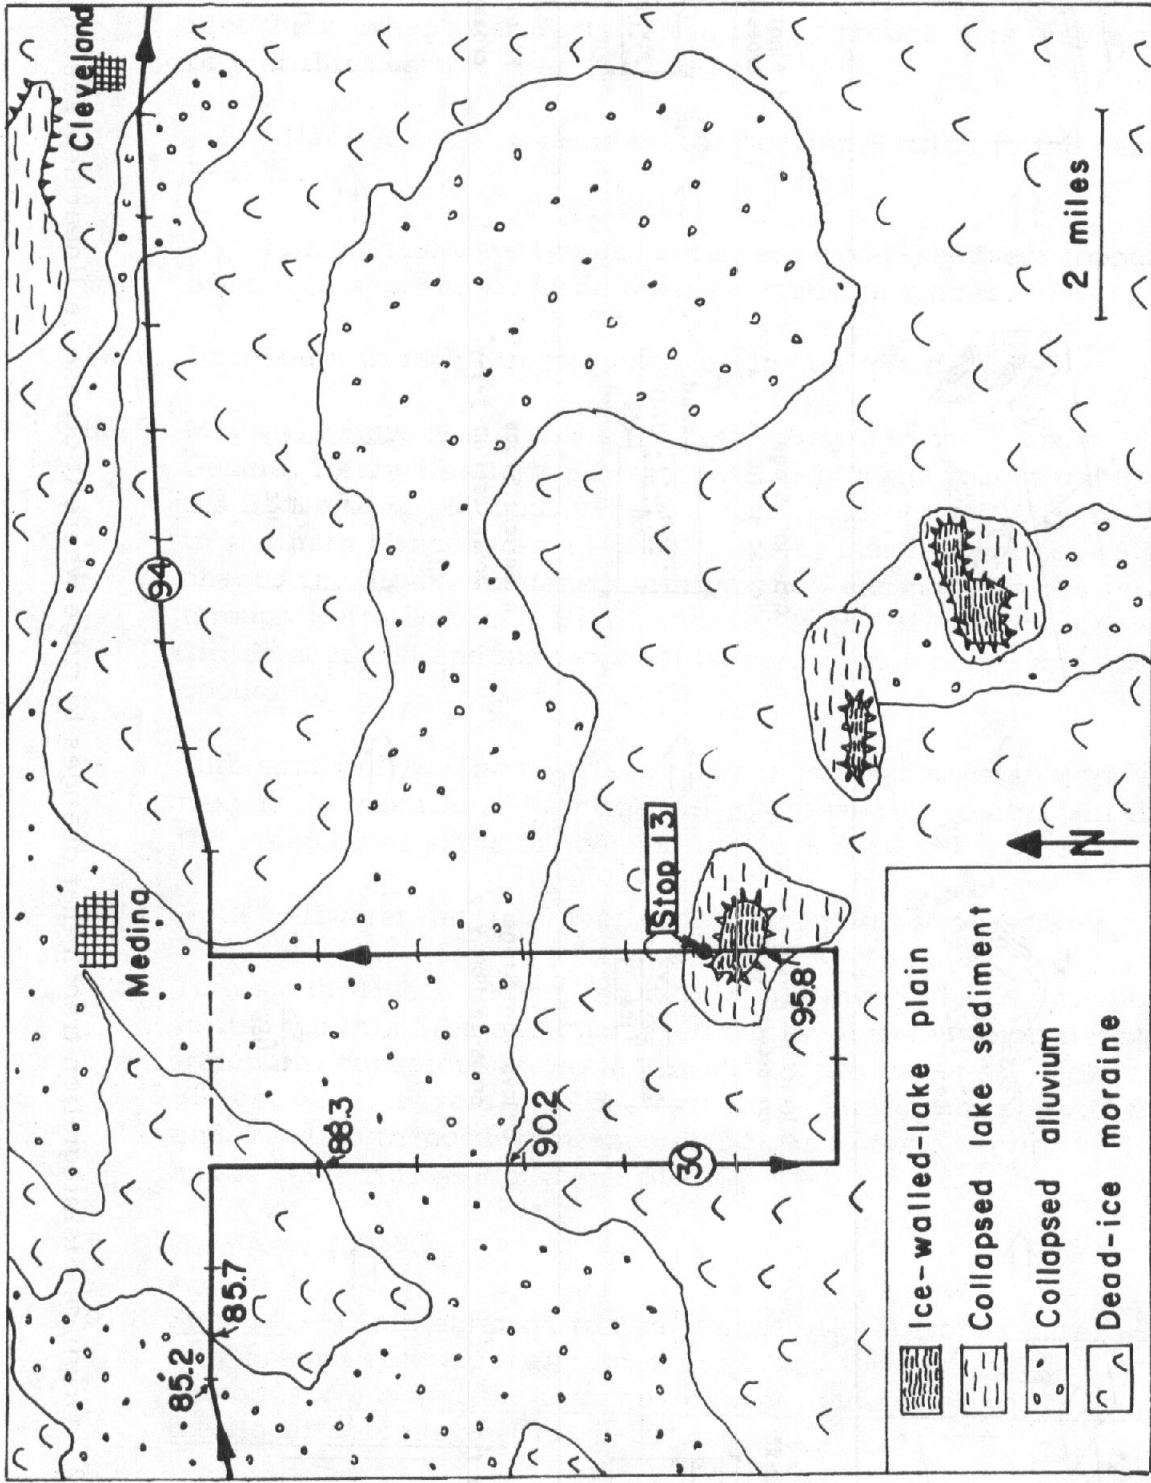 Cleveland
94
Medina
85.2
85.7
88.3
90.2
30
Stop 13
95.8
2 miles
N
Ice-walled-lake plain
Collapsed lake sediment
Collapsed alluvium
Dead-ice moraine